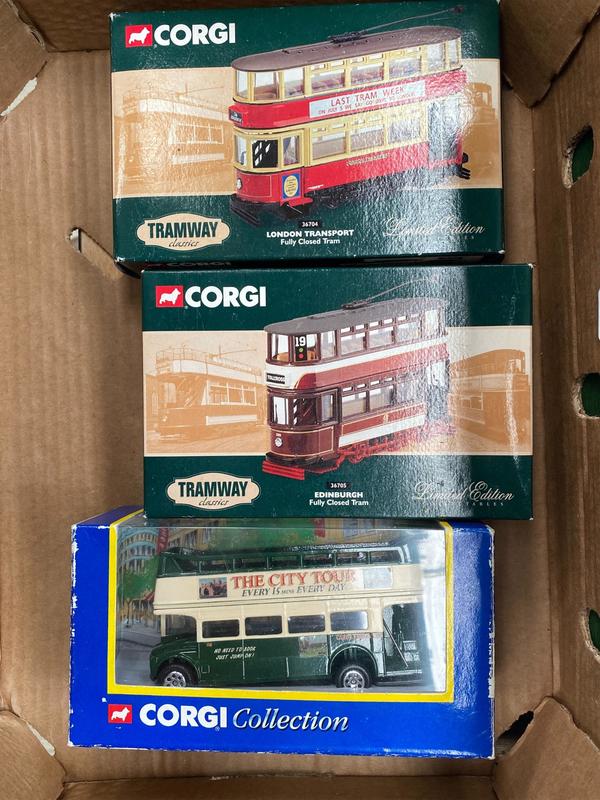 CORGI
LAST TRAM WEEK
TRAMWAY
classics
36704
LONDON TRANSPORT
Fully Closed Tram
Limited Edition
CORGI
19
TRAMWAY
classics
36705
EDINBURGH
Fully Closed Tram
Limited Edition
THE CITY TOUR
EVERY 15 MINS EVERY DAY
NO NEED TO BOOK
JUST JUMP ON!
CORGI Collection